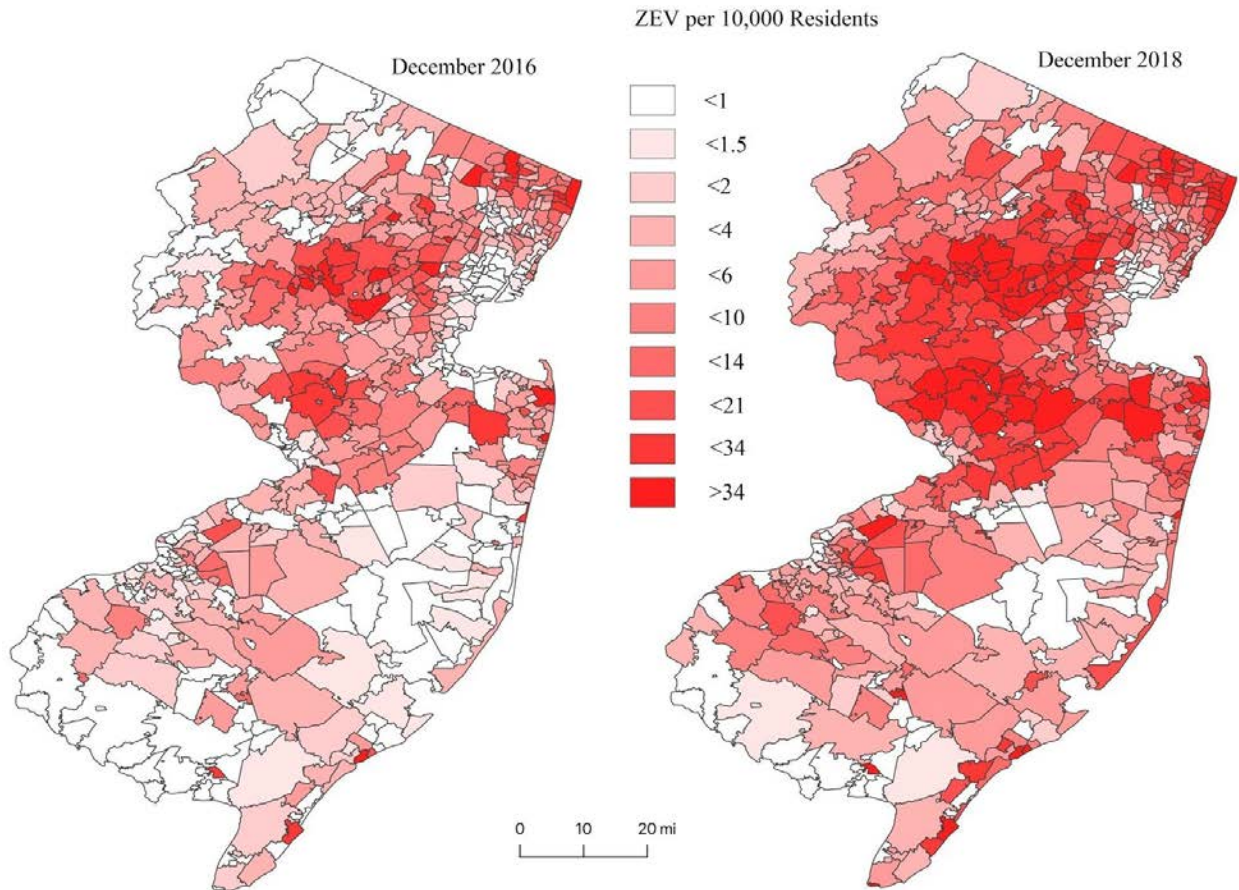 ZEV per 10,000 Residents
December 2016
December 2018
<1
<1.5
<2
<4
<6
<10
<14
<21
<34
>34
0 10 20 mi